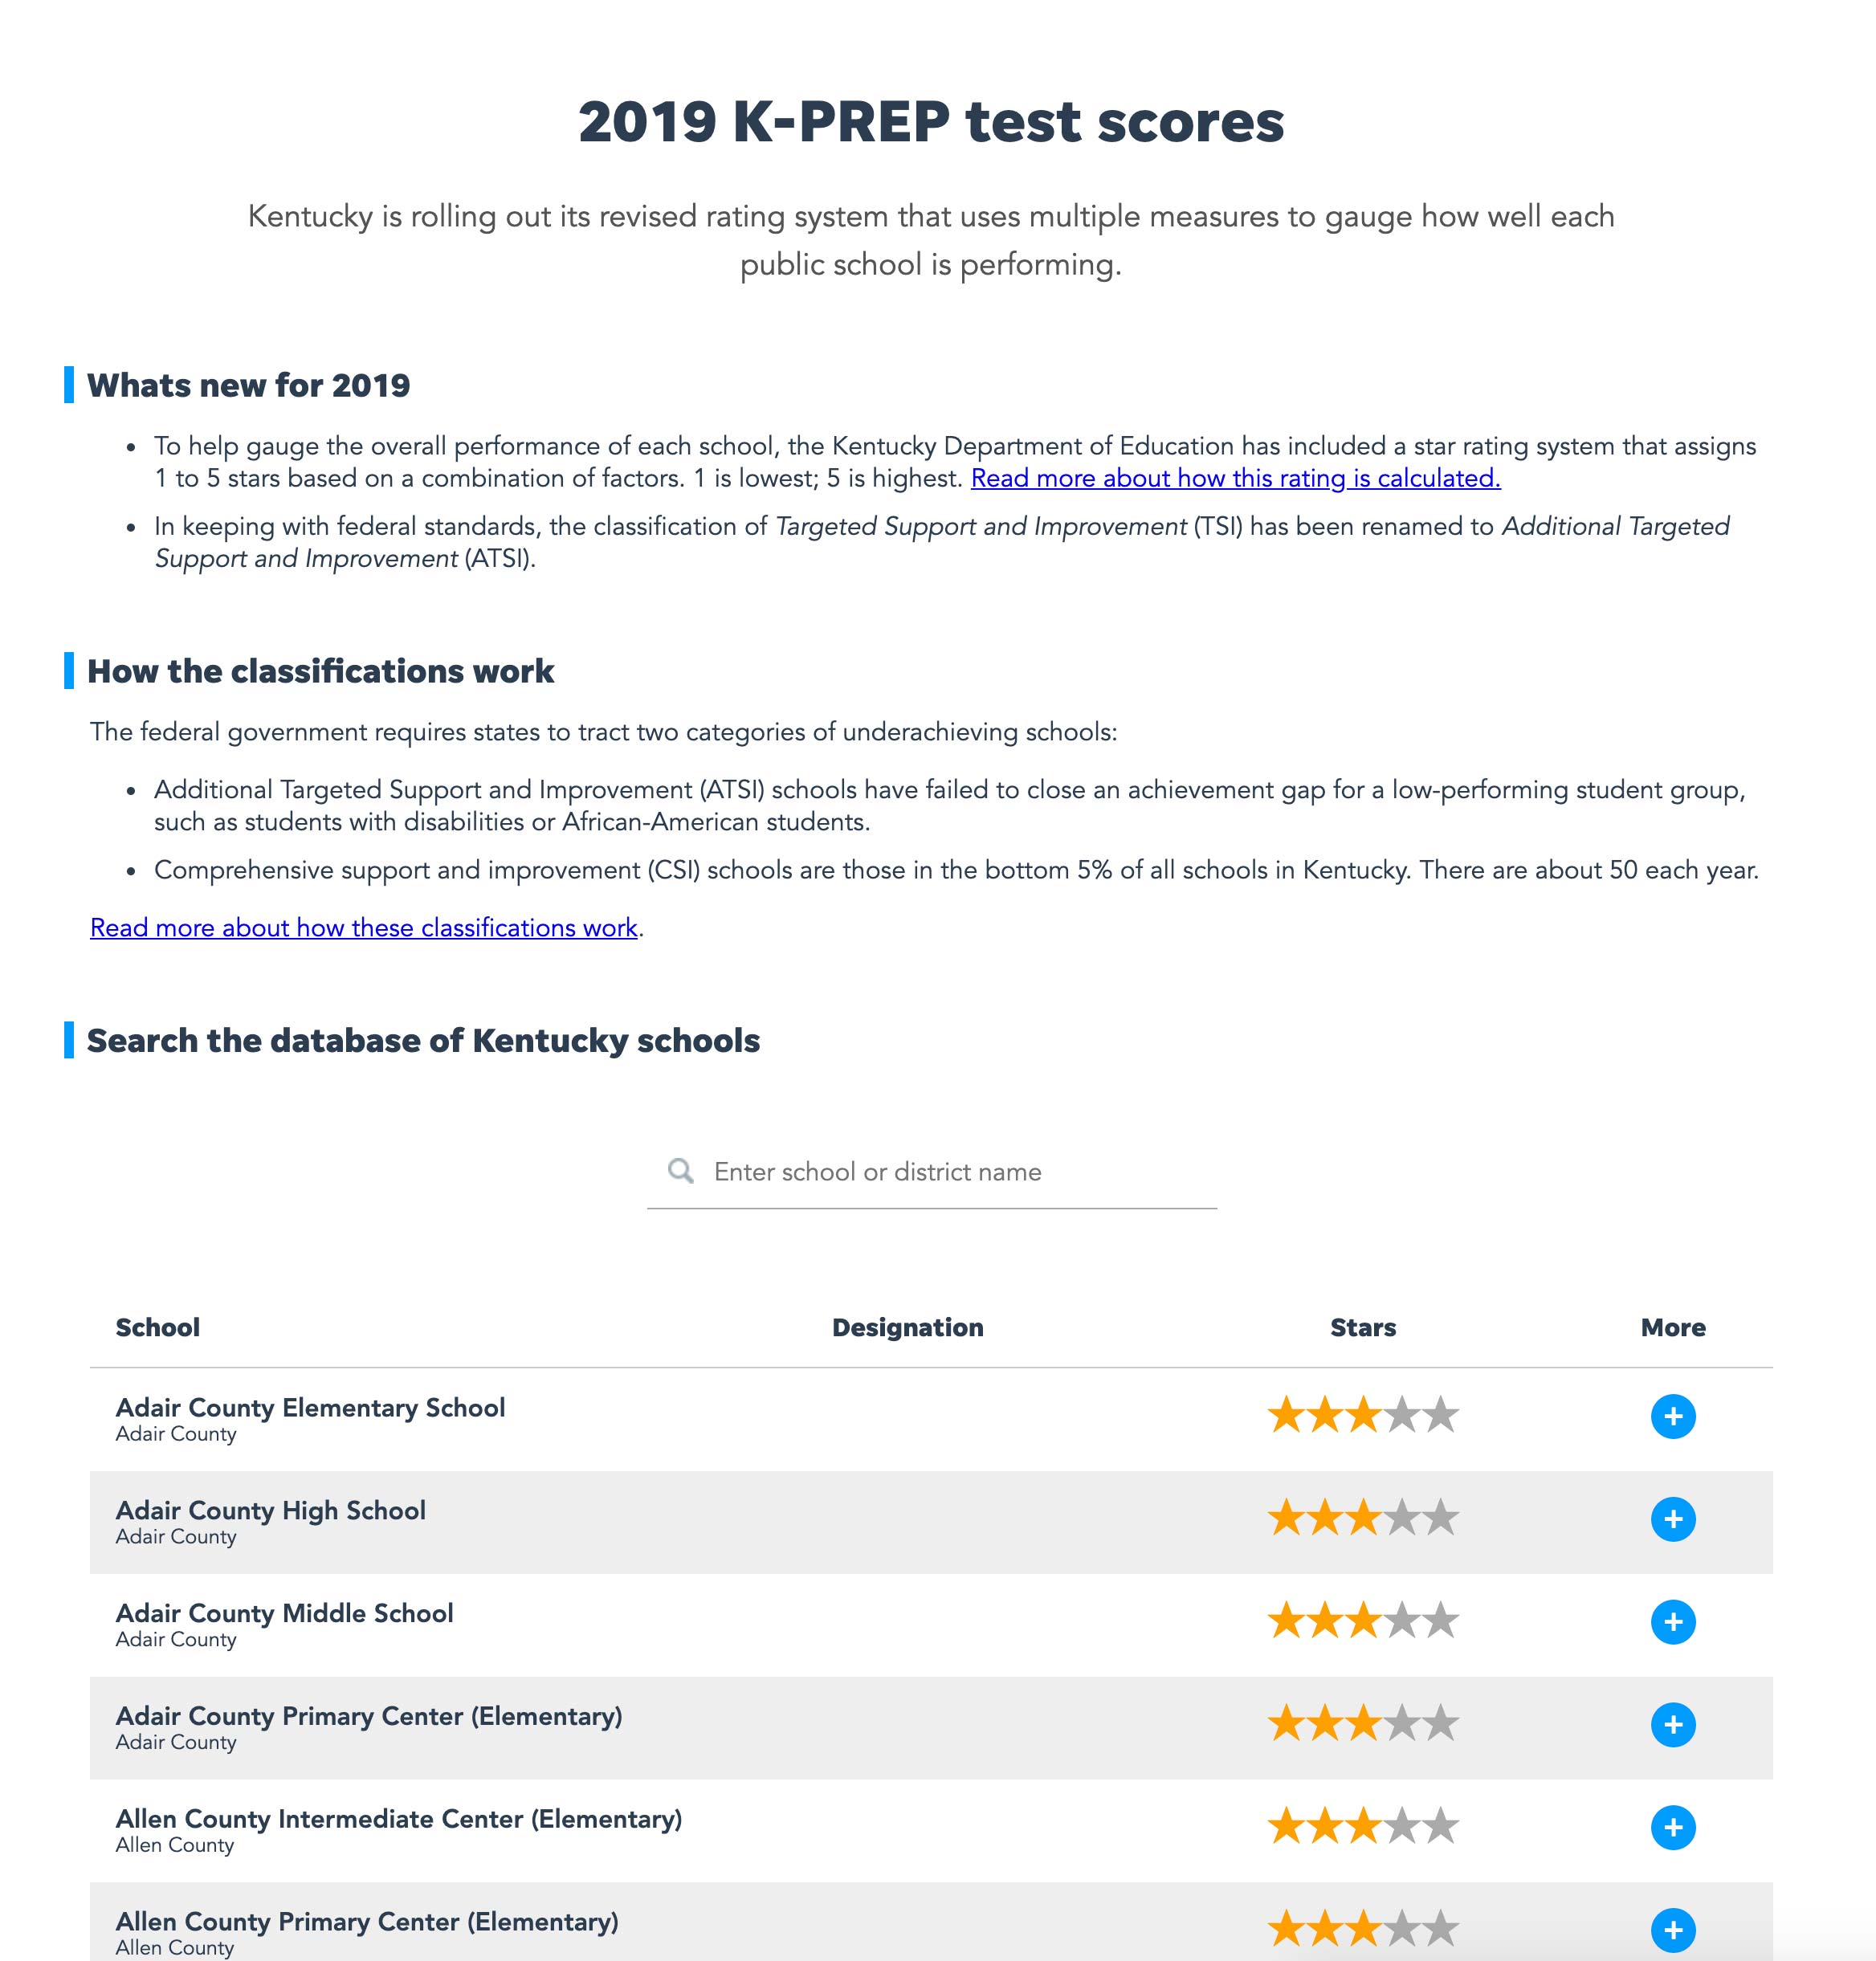 2019 K-PREP test scores
Kentucky is rolling out its revised rating system that uses multiple measures to gauge how well each
public school is performing.
Whats new for 2019
• To help gauge the overall performance of each school, the Kentucky Department of Education has included a star rating system that assigns
1 to 5 stars based on a combination of factors. 1 is lowest; 5 is highest. Read more about how this rating is calculated.
• In keeping with federal standards, the classification of Targeted Support and Improvement (TSI) has been renamed to Additional Targeted
Support and Improvement (ATSI).
How the classifications work
The federal government requires states to tract two categories of underachieving schools:
• Additional Targeted Support and Improvement (ATSI) schools have failed to close an achievement gap for a low-performing student group,
such as students with disabilities or African-American students.
• Comprehensive support and improvement (CSI) schools are those in the bottom 5% of all schools in Kentucky. There are about 50 each year.
Read more about how these classifications work.
Search the database of Kentucky schools
Enter school or district name
School Designation Stars More
Adair County Elementary School
Adair County
Adair County High School
Adair County
Adair County Middle School
Adair County
Adair County Primary Center (Elementary)
Adair County
Allen County Intermediate Center (Elementary)
Allen County
Allen County Primary Center (Elementary)
Allen County